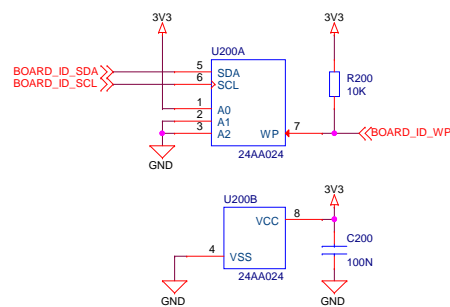 3V3
3V3
U200A
BOARD_ID_SDA
5
SDA
BOARD_ID_SCL
6
SCL
R200
10K
1
A0
2
A1
3
A2
WP
7
BOARD_ID_WP
GND
24AA024
3V3
U200B
VCC
8
C200
4
VSS
100N
24AA024
GND
GND